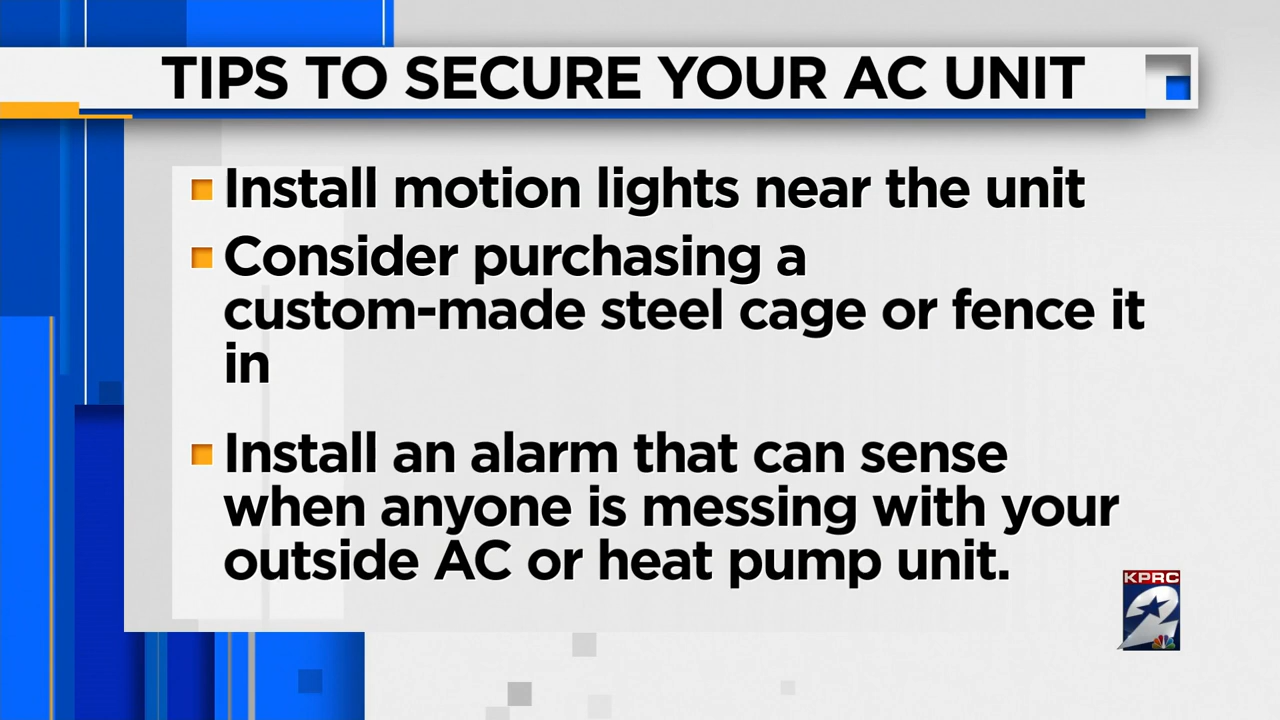 TIPS TO SECURE YOUR AC UNIT
Install motion lights near the unit
Consider purchasing a
custom-made steel cage or fence it
in
Install an alarm that can sense
when anyone is messing with your
outside AC or heat pump unit.
KPRC
2